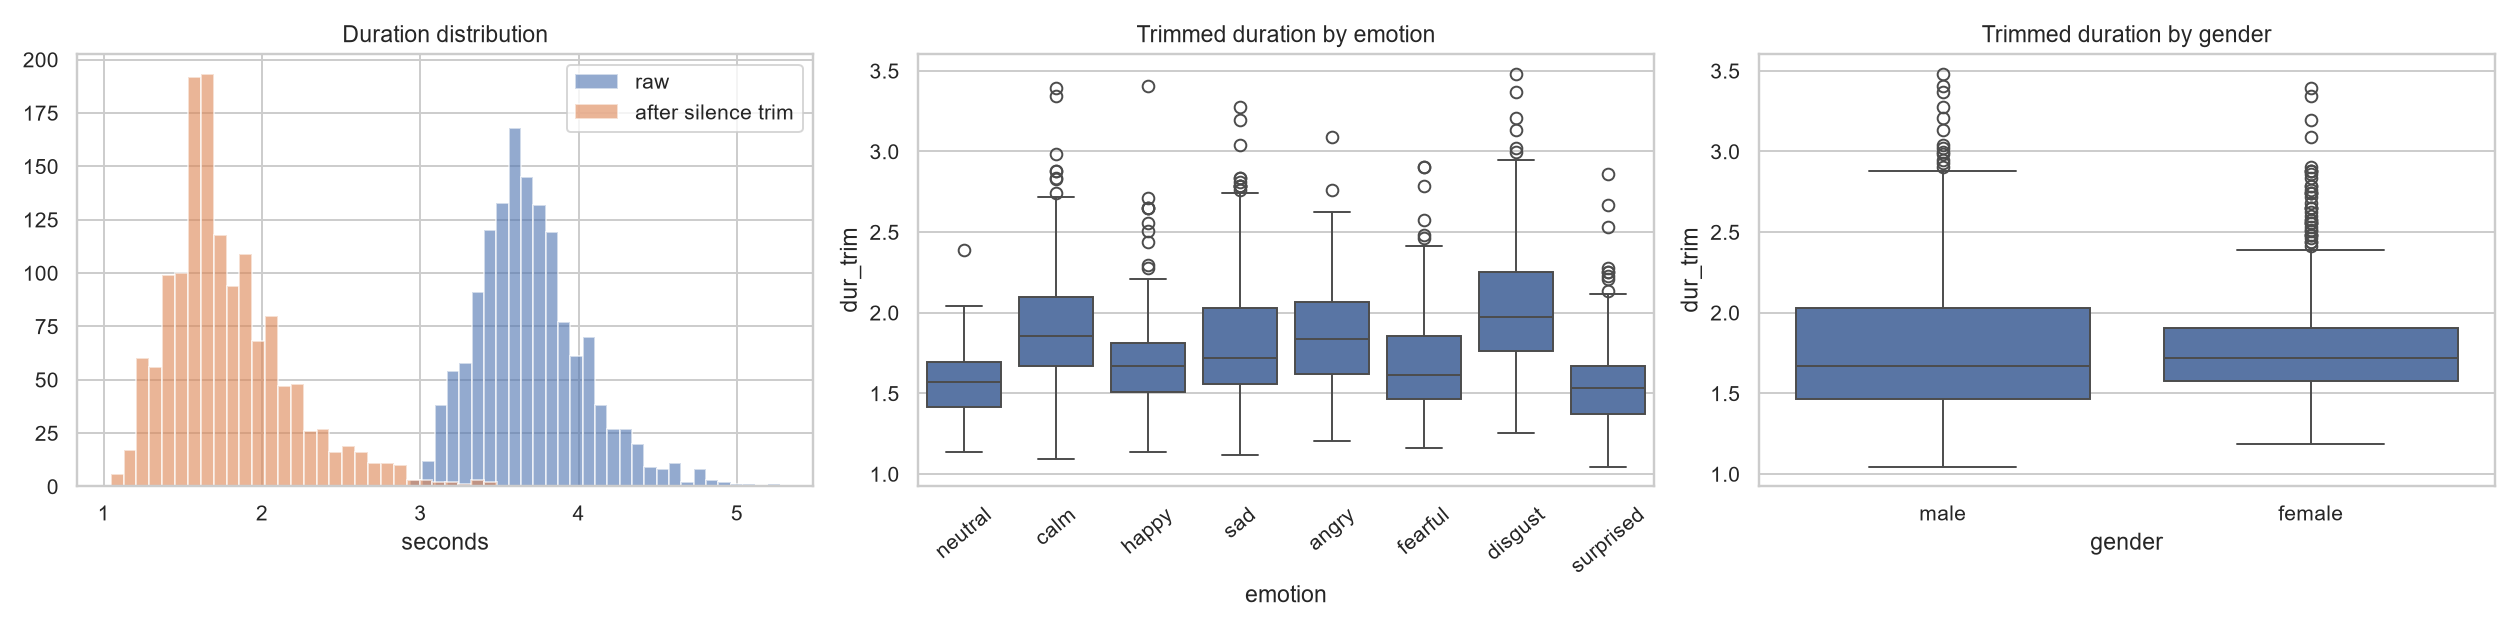 Duration distribution
200
175
150
125
100
75
50
25
0
raw
after silence trim
1 2 3 4 5
seconds
Trimmed duration by emotion
dur_trim
3.5
3.0
2.5
2.0
1.5
1.0
neutral calm happy sad angry fearful disgust surprised
emotion
Trimmed duration by gender
dur_trim
3.5
3.0
2.5
2.0
1.5
1.0
male female
gender